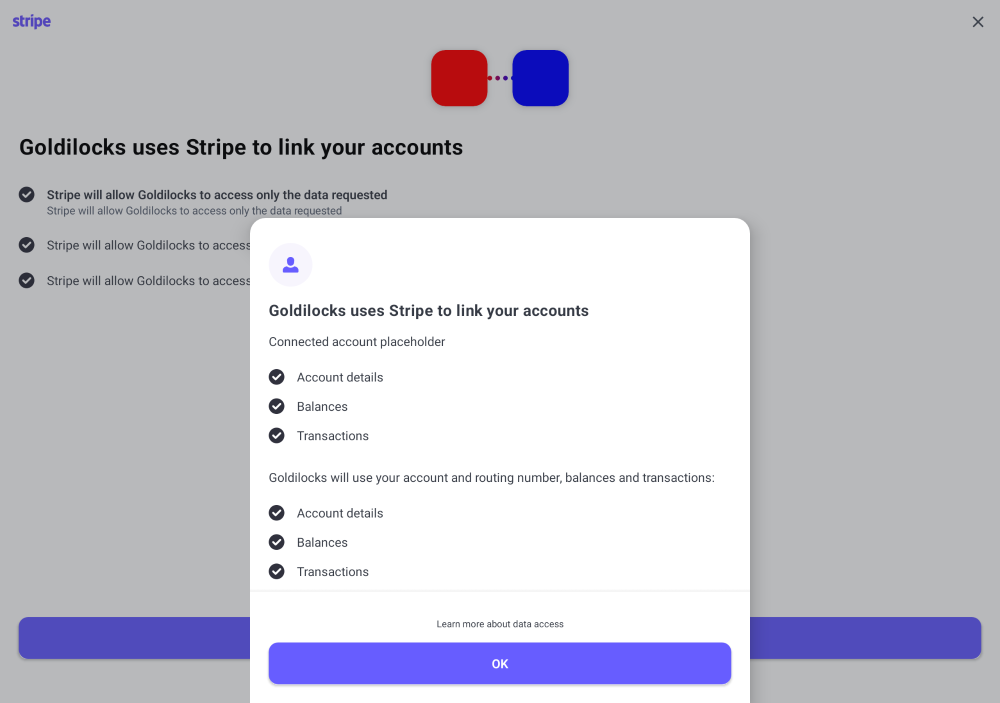 stripe
Goldilocks uses Stripe to link your accounts
Stripe will allow Goldilocks to access only the data requested
Stripe will allow Goldilocks to access only the data requested
Stripe will allow Goldilocks to access
Stripe will allow Goldilocks to access
Goldilocks uses Stripe to link your accounts
Connected account placeholder
Account details
Balances
Transactions
Goldilocks will use your account and routing number, balances and transactions:
Account details
Balances
Transactions
Learn more about data access
OK